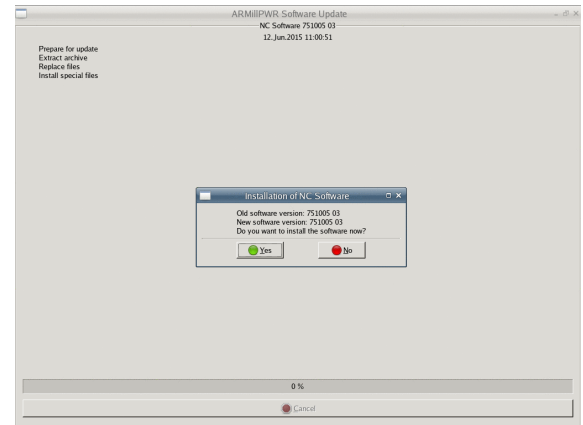 ARMillPWR Software Update
NC Software 751005 03
12.Jun.2015 11:00:51
Prepare for update
Extract archive
Replace files
Install special files
Installation of NC Software
Old software version: 751005 03
New software version: 751005 03
Do you want to install the software now?
Yes
No
0 %
Cancel